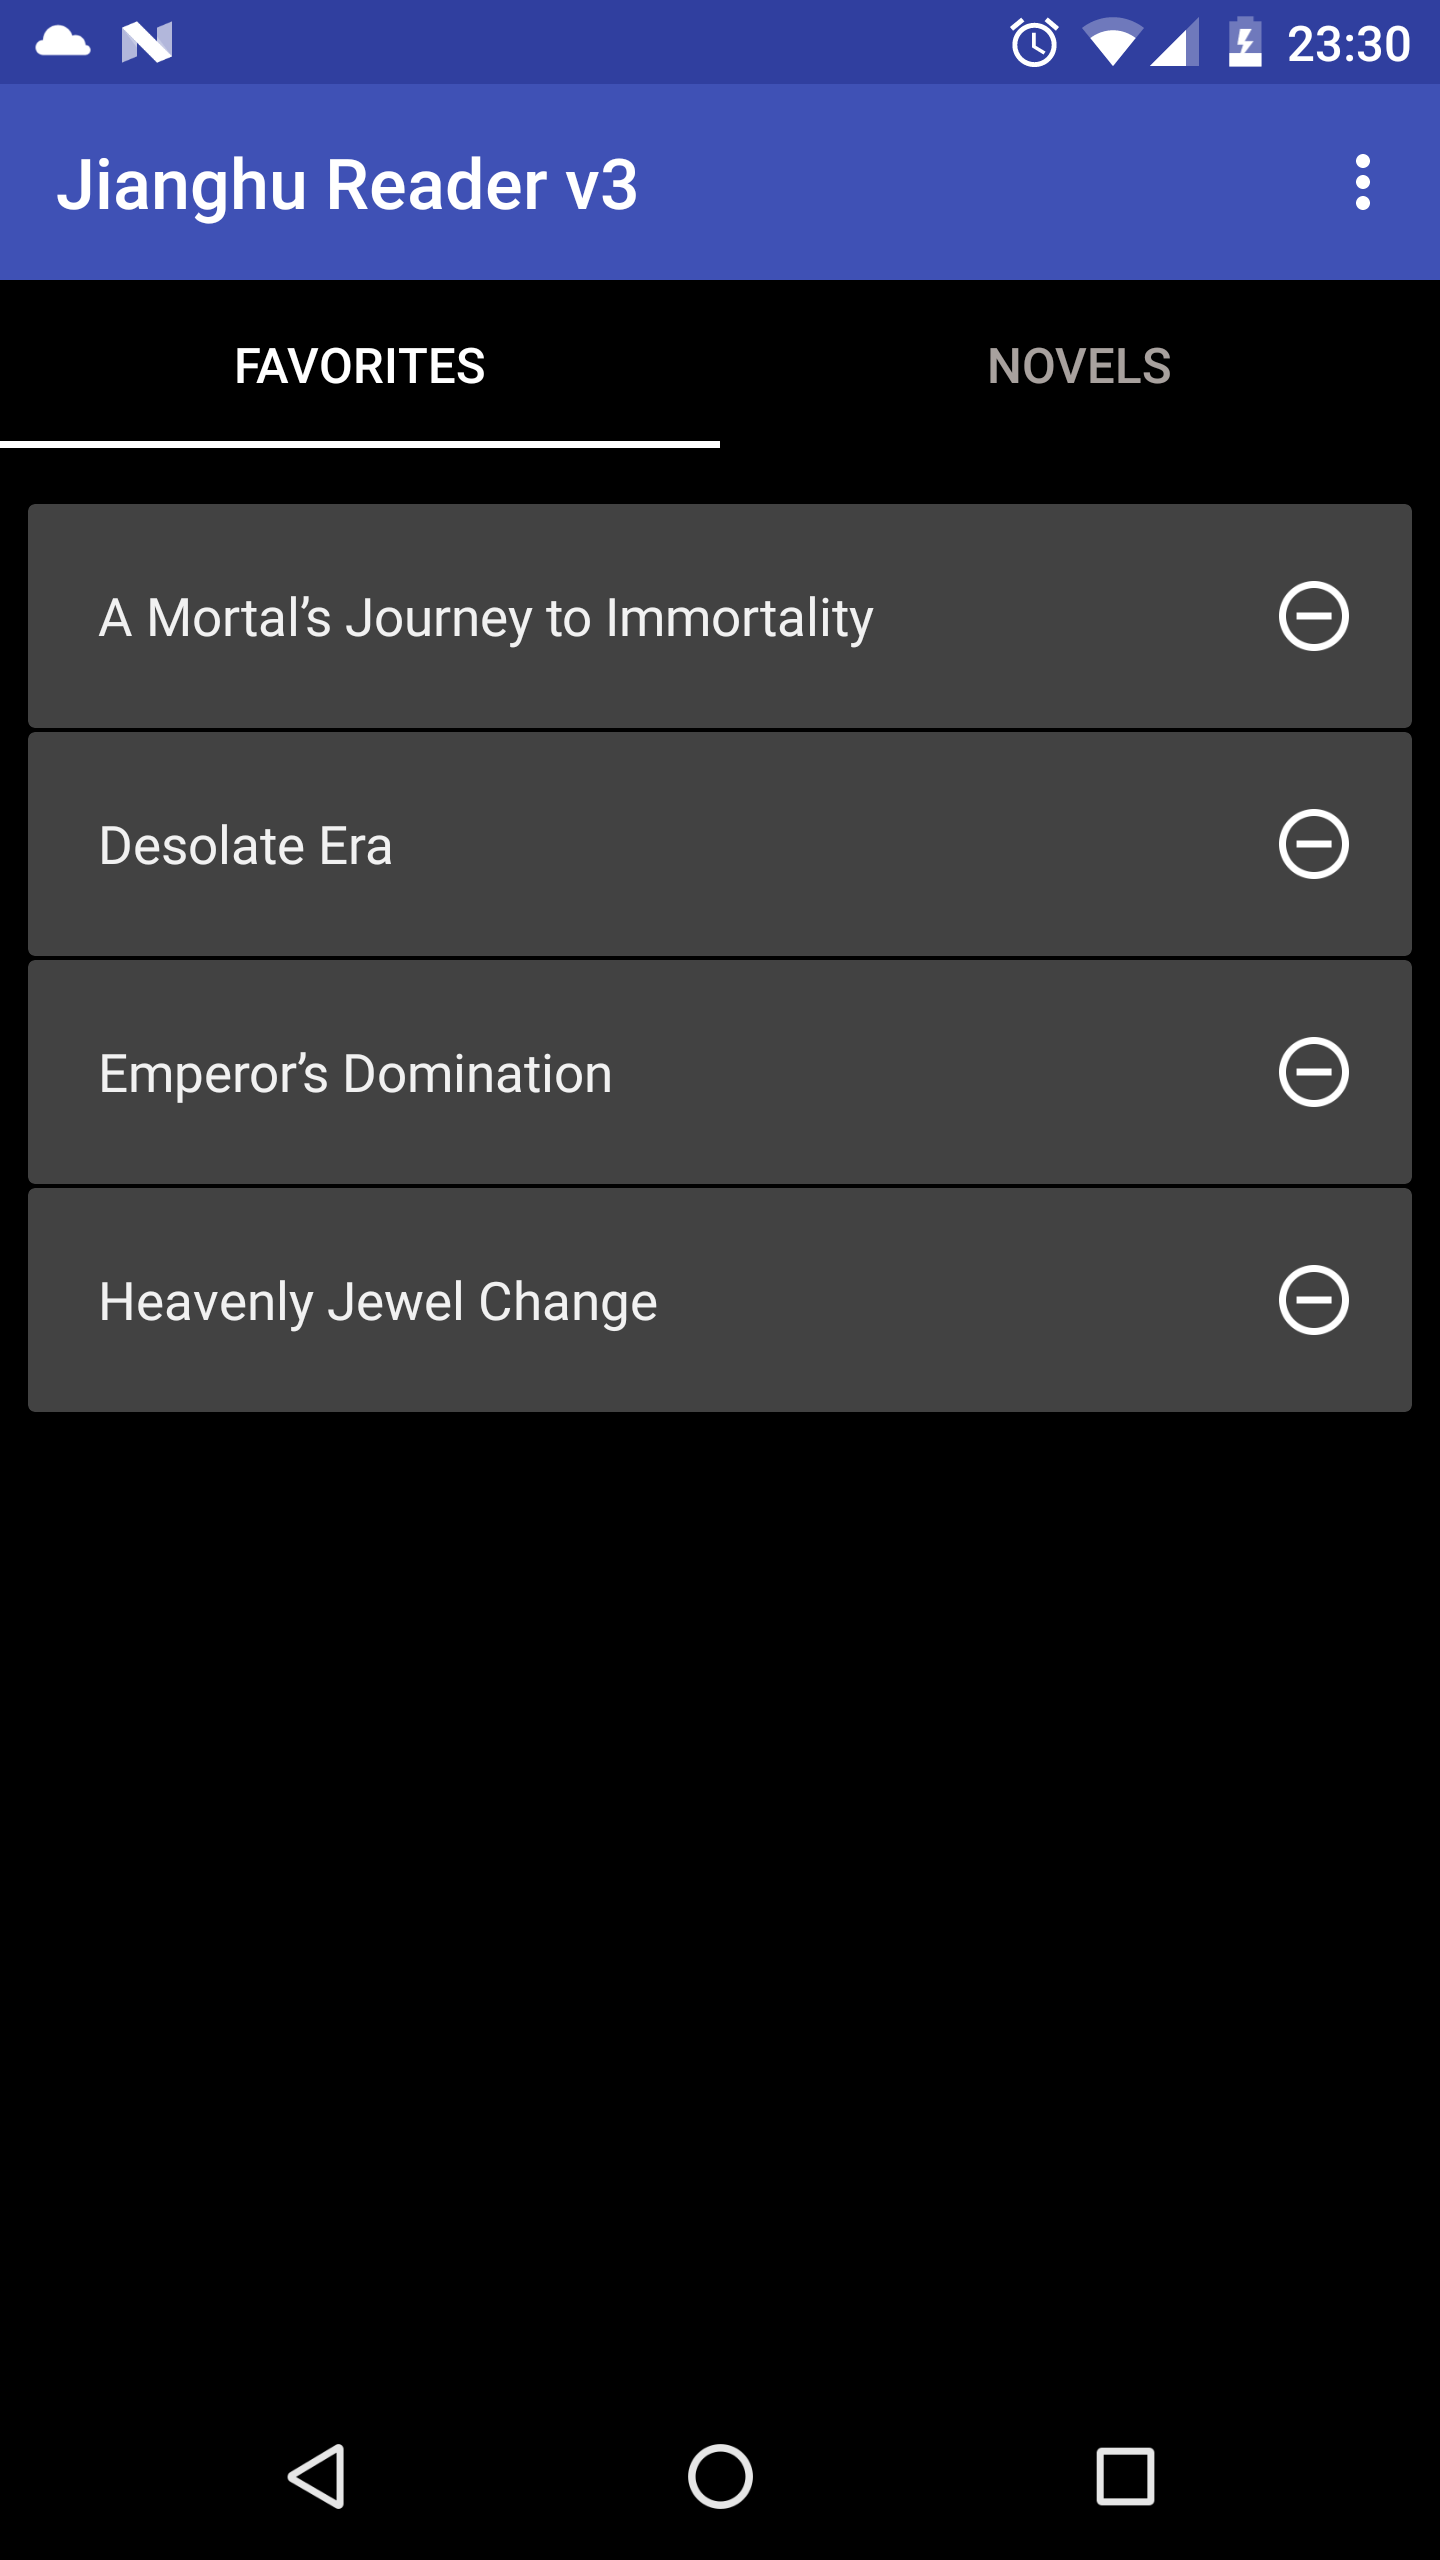 23:30
Jianghu Reader v3
FAVORITES
NOVELS
A Mortal’s Journey to Immortality
Desolate Era
Emperor’s Domination
Heavenly Jewel Change